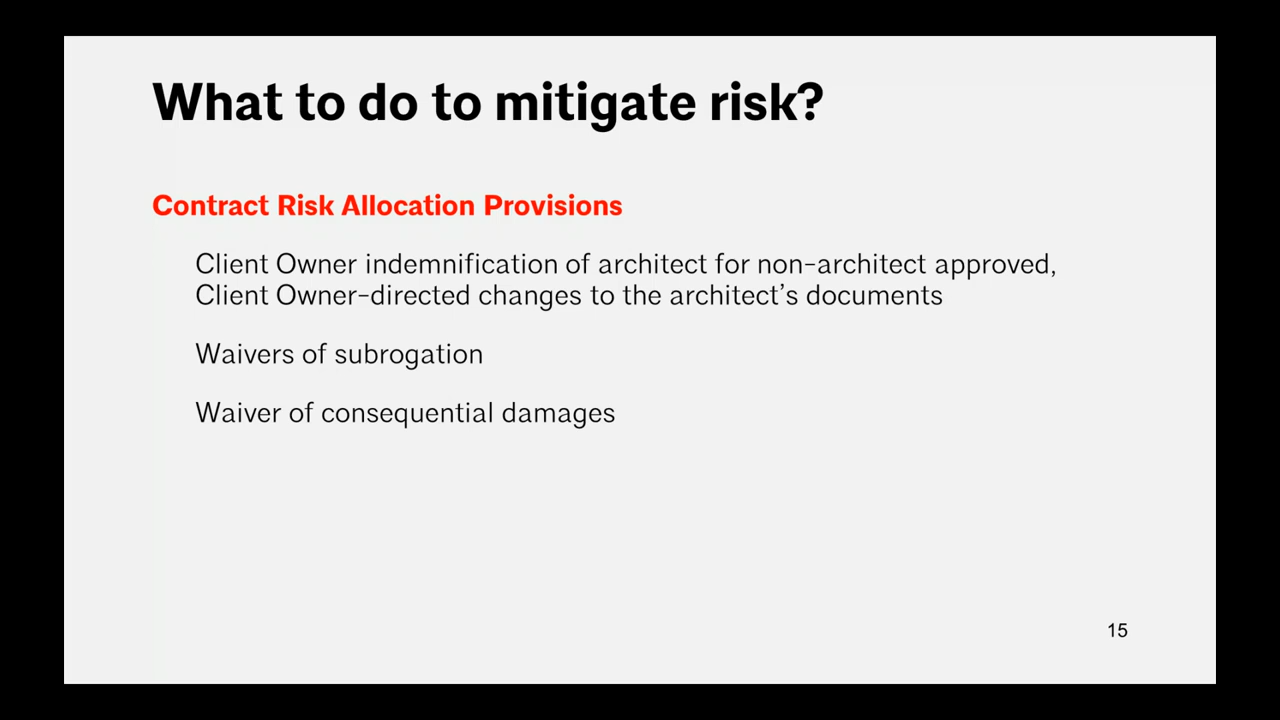 What to do to mitigate risk?
Contract Risk Allocation Provisions
Client Owner indemnification of architect for non-architect approved,
Client Owner-directed changes to the architect’s documents
Waivers of subrogation
Waiver of consequential damages
15